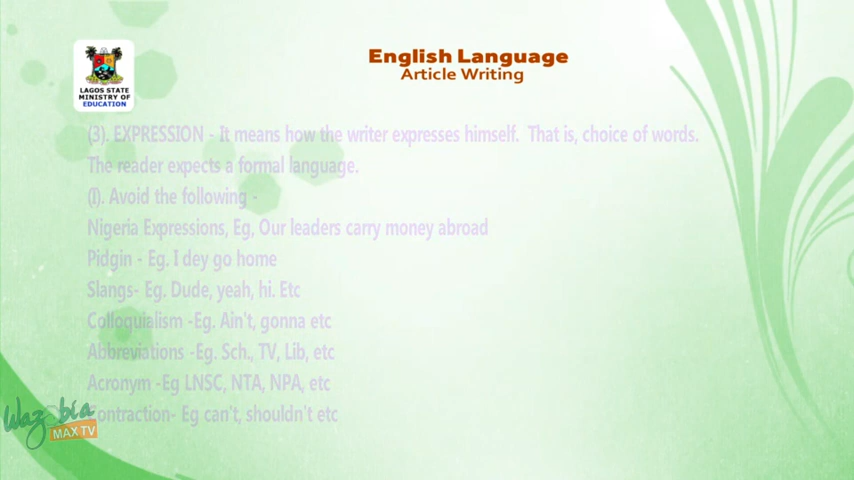 LAGOS STATE
MINISTRY OF
EDUCATION
English Language
Article Writing
(3). EXPRESSION - It means how the writer expresses himself. That is, choice of words.
The reader expects a formal language.
(I). Avoid the following -
Nigeria Expressions, Eg, Our leaders carry money abroad
Pidgin - Eg. I dey go home
Slangs- Eg. Dude, yeah, hi. Etc
Colloquialism -Eg. Ain't, gonna etc
Abbreviations -Eg. Sch., TV, Lib, etc
Acronym -Eg LNSC, NTA, NPA, etc
Contraction- Eg can't, shouldn't etc
Wazobia
MAX TV